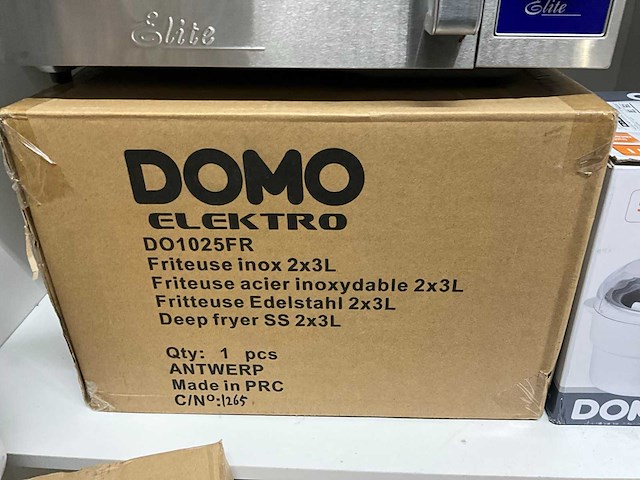 Elite
Elite
DOMO
ELEKTRO
DO1025FR
Friteuse inox 2x3L
Friteuse acier inoxydable 2x3L
Fritteuse Edelstahl 2x3L
Deep fryer SS 2x3L
Qty: 1 pcs
ANTWERP
Made in PRC
C/Nº:1265
DOM